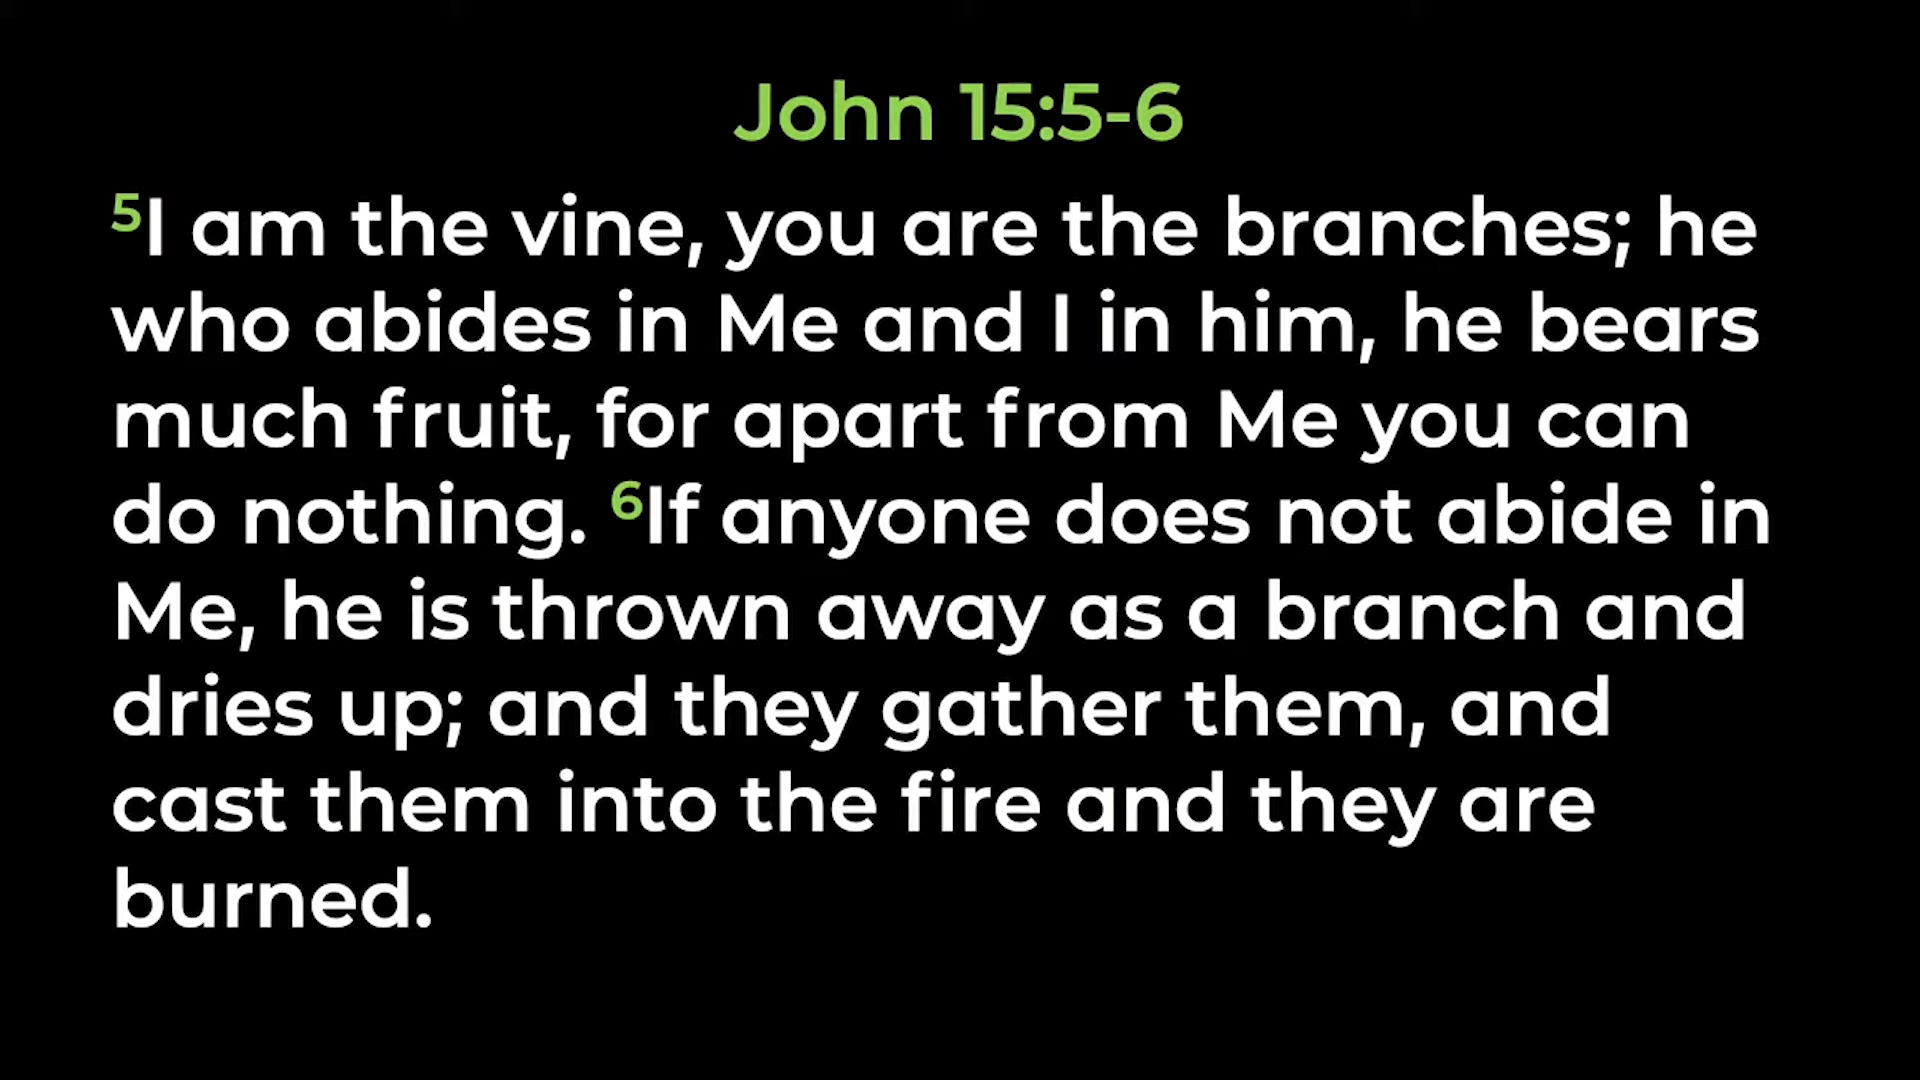 John 15:5-6
5I am the vine, you are the branches; he
who abides in Me and I in him, he bears
much fruit, for apart from Me you can
do nothing. 6If anyone does not abide in
Me, he is thrown away as a branch and
dries up; and they gather them, and
cast them into the fire and they are
burned.